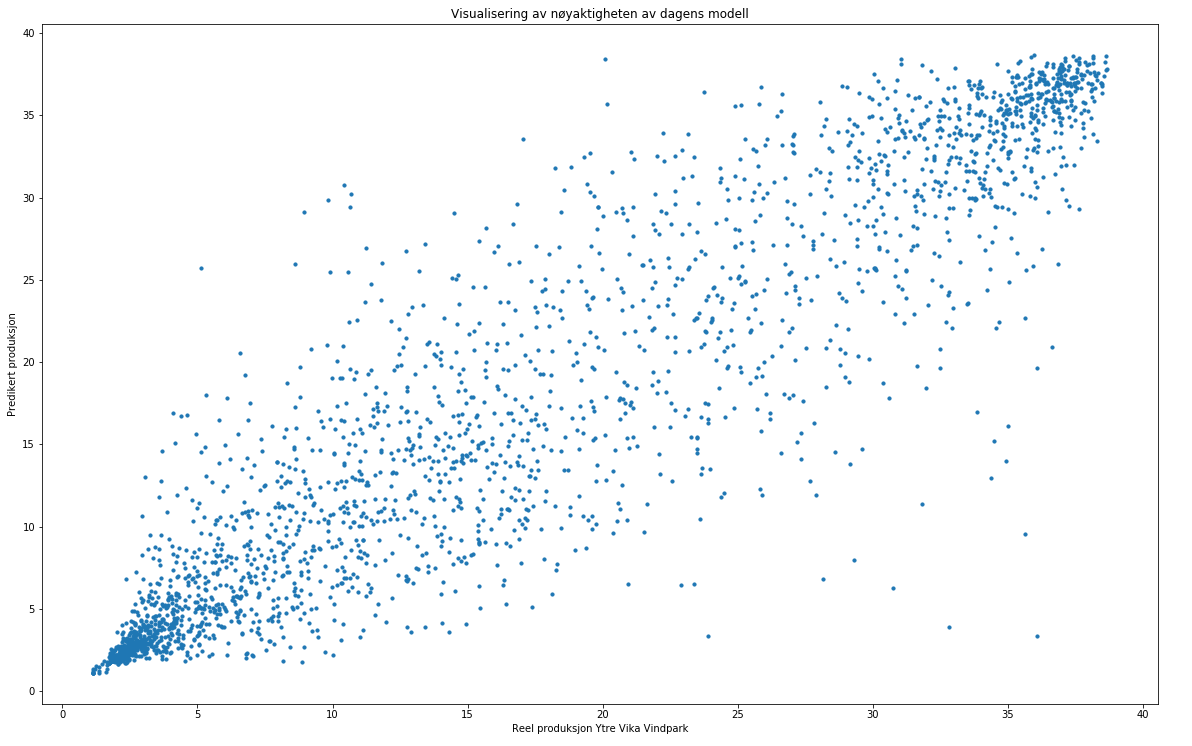 Visualisering av nøyaktigheten av dagens modell
40
35
30
25
20
15
10
5
0
Predikert produksjon
0 5 10 15 20 25 30 35 40
Reel produksjon Ytre Vika Vindpark